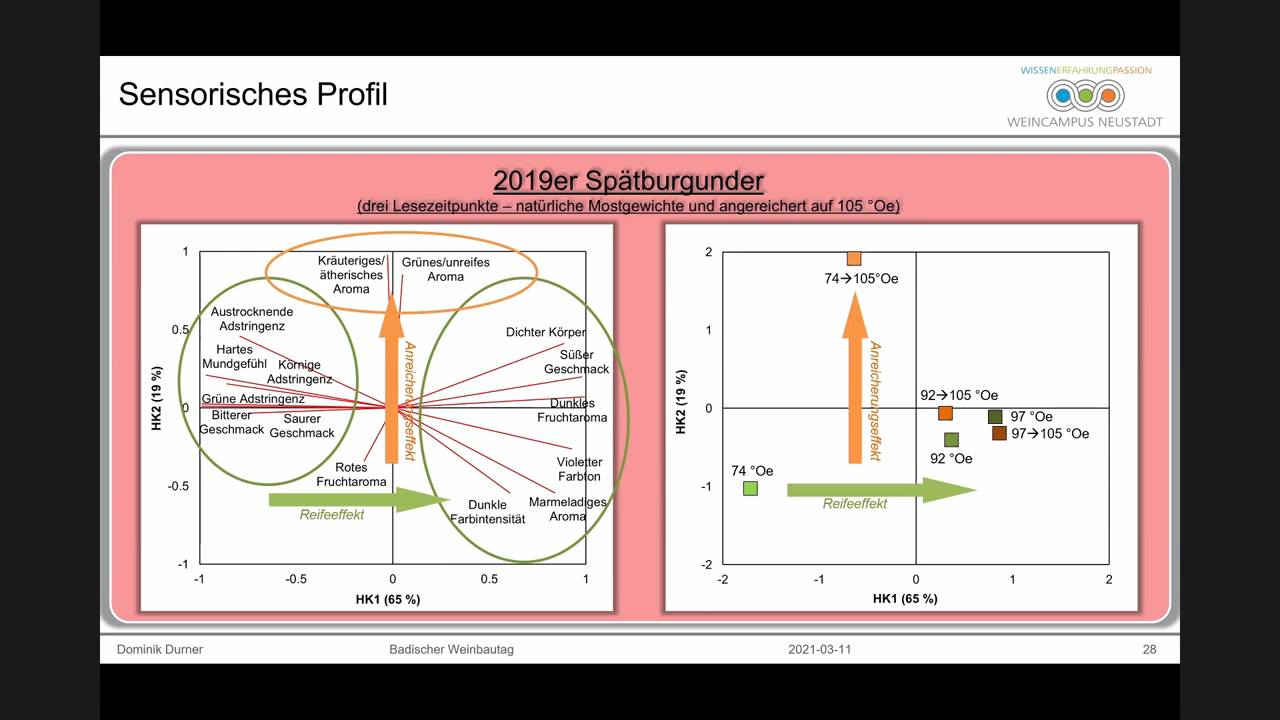 Sensorisches Profil
WISSENERFAHRUNGPASSION
WEINCAMPUS NEUSTADT
2019er Spätburgunder
(drei Lesezeitpunkte – natürliche Mostgewichte und angereichert auf 105 °Oe)
1
0.5
0
-0.5
-1
-1
-0.5
0
0.5
1
HK2 (19 %)
HK1 (65 %)
Kräuteriges/
ätherisches
Aroma
Grünes/unreifes
Aroma
Austrocknende
Adstringenz
Hartes
Mundgefühl
Körnige
Adstringenz
Grüne Adstringenz
Bitterer
Geschmack
Saurer
Geschmack
Rotes
Fruchtaroma
Dichter Körper
Süßer
Geschmack
Dunkles
Fruchtaroma
Violetter
Farbton
Marmeladiges
Aroma
Dunkle
Farbintensität
Anreicherungseffekt
Reifeeffekt
2
1
0
-1
-2
-2
-1
0
1
2
HK2 (19 %)
HK1 (65 %)
74→105°Oe
92→105 °Oe
97 °Oe
97→105 °Oe
92 °Oe
74 °Oe
Anreicherungseffekt
Reifeeffekt
Dominik Durner
Badischer Weinbautag
2021-03-11
28